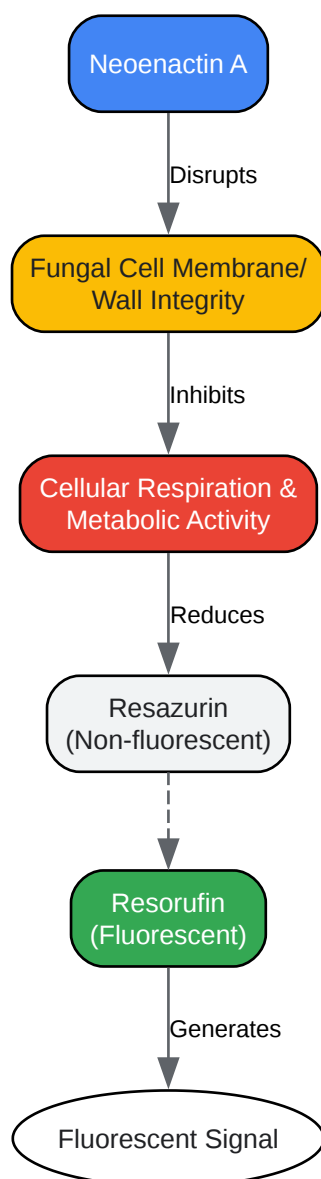 Neoenactin A
Disrupts
Fungal Cell Membrane/
Wall Integrity
Inhibits
Cellular Respiration &
Metabolic Activity
Reduces
Resazurin
(Non-fluorescent)
Resorufin
(Fluorescent)
Generates
Fluorescent Signal